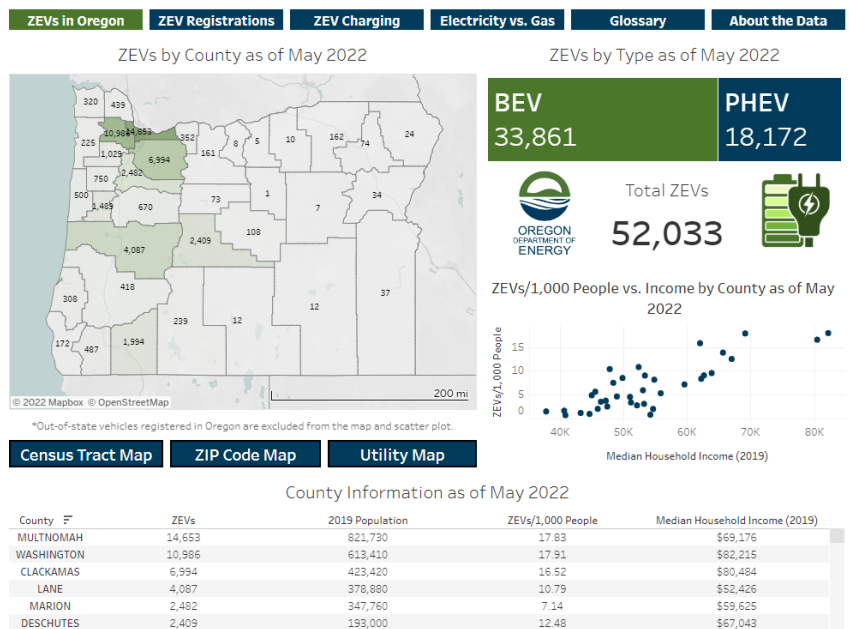 ZEVs in Oregon
ZEV Registrations
ZEV Charging
Electricity vs. Gas
Glossary
About the Data
ZEVs by County as of May 2022
320
439
10,986
14,653
352
225
1,029
6,994
161
8
5
10
162
74
24
750
2,482
500
1,489
670
73
1
34
7
4,087
2,409
108
418
308
12
37
239
12
172
487
1,994
200 mi
© 2022 Mapbox © OpenStreetMap
*Out-of-state vehicles registered in Oregon are excluded from the map and scatter plot.
Census Tract Map
ZIP Code Map
Utility Map
ZEVs by Type as of May 2022
BEV
33,861
PHEV
18,172
OREGON
DEPARTMENT OF
ENERGY
Total ZEVs
52,033
ZEVs/1,000 People vs. Income by County as of May
2022
ZEVs/1,000 People
15
10
5
0
40K 50K 60K 70K 80K
Median Household Income (2019)
County Information as of May 2022
County ZEVs 2019 Population ZEVs/1,000 People Median Household Income (2019)
MULTNOMAH 14,653 821,730 17.83 $69,176
WASHINGTON 10,986 613,410 17.91 $82,215
CLACKAMAS 6,994 423,420 16.52 $80,484
LANE 4,087 378,880 10.79 $52,426
MARION 2,482 347,760 7.14 $59,625
DESCHUTES 2,409 193,000 12.48 $67,043